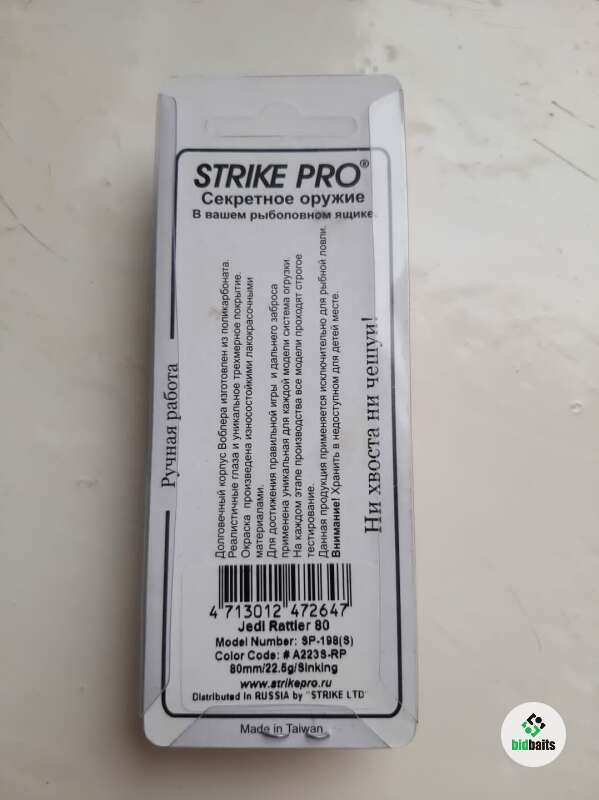 STRIKE PRO®
Секретное оружие
В вашем рыболовном ящике.
Ручная работа
Долговечный корпус Воблера изготовлен из поликарбоната.
Реалистичные глаза и уникальное трехмерное покрытие.
Окраска произведена износостойкими лакокрасочными
материалами.
Для достижения правильной игры и дальнего заброса
применена уникальная для каждой модели система огрузки.
На каждом этапе производства все модели проходят строгое
тестирование.
Данная продукция применяется исключительно для рыбной ловли.
Внимание! Хранить в недоступном для детей месте.
Ни хвоста ни чешуи!
4 713012 472647
Jedi Rattler 80
Model Number: SP-198(S)
Color Code: # A223S-RP
80mm/22.5g/Sinking
www.strikepro.ru
Distributed in RUSSIA by "STRIKE LTD"
Made in Taiwan
bidbaits